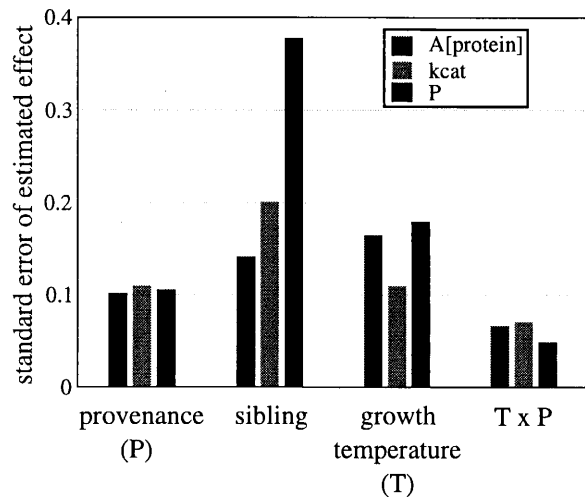 standard error of estimated effect
0.4
0.3
0.2
0.1
0
A[protein]
kcat
P
provenance
(P)
sibling
growth
temperature
(T)
T x P